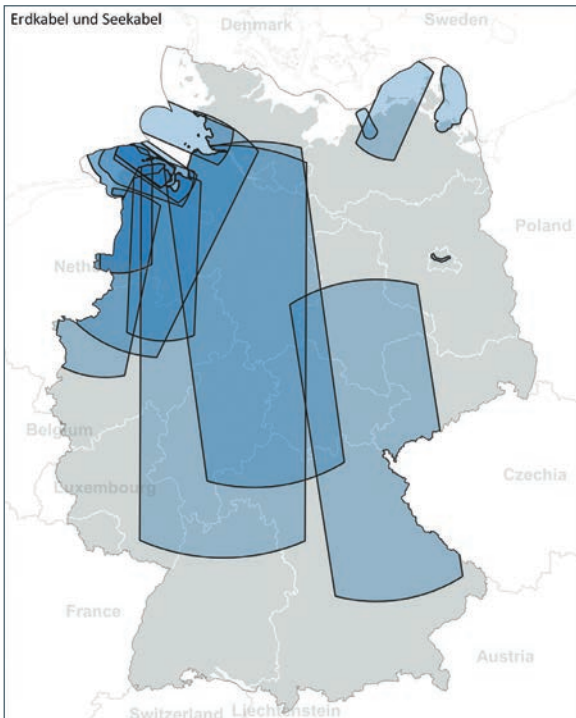 Erdkabel und Seekabel
Denmark
Sweden
Poland
Neth
Belgium
Luxembourg
Czechia
France
Austria
Switzerland
Liechtenstein